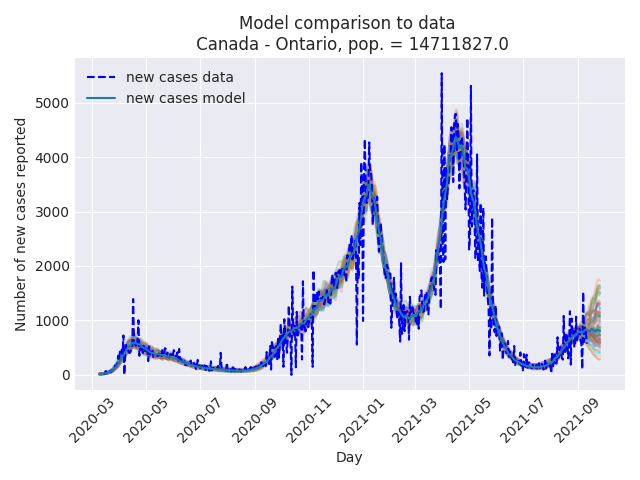 Model comparison to data
Canada - Ontario, pop. = 14711827.0
new cases data
new cases model
Number of new cases reported
5000
4000
3000
2000
1000
0
2020-03
2020-05
2020-07
2020-09
2020-11
2021-01
2021-03
2021-05
2021-07
2021-09
Day